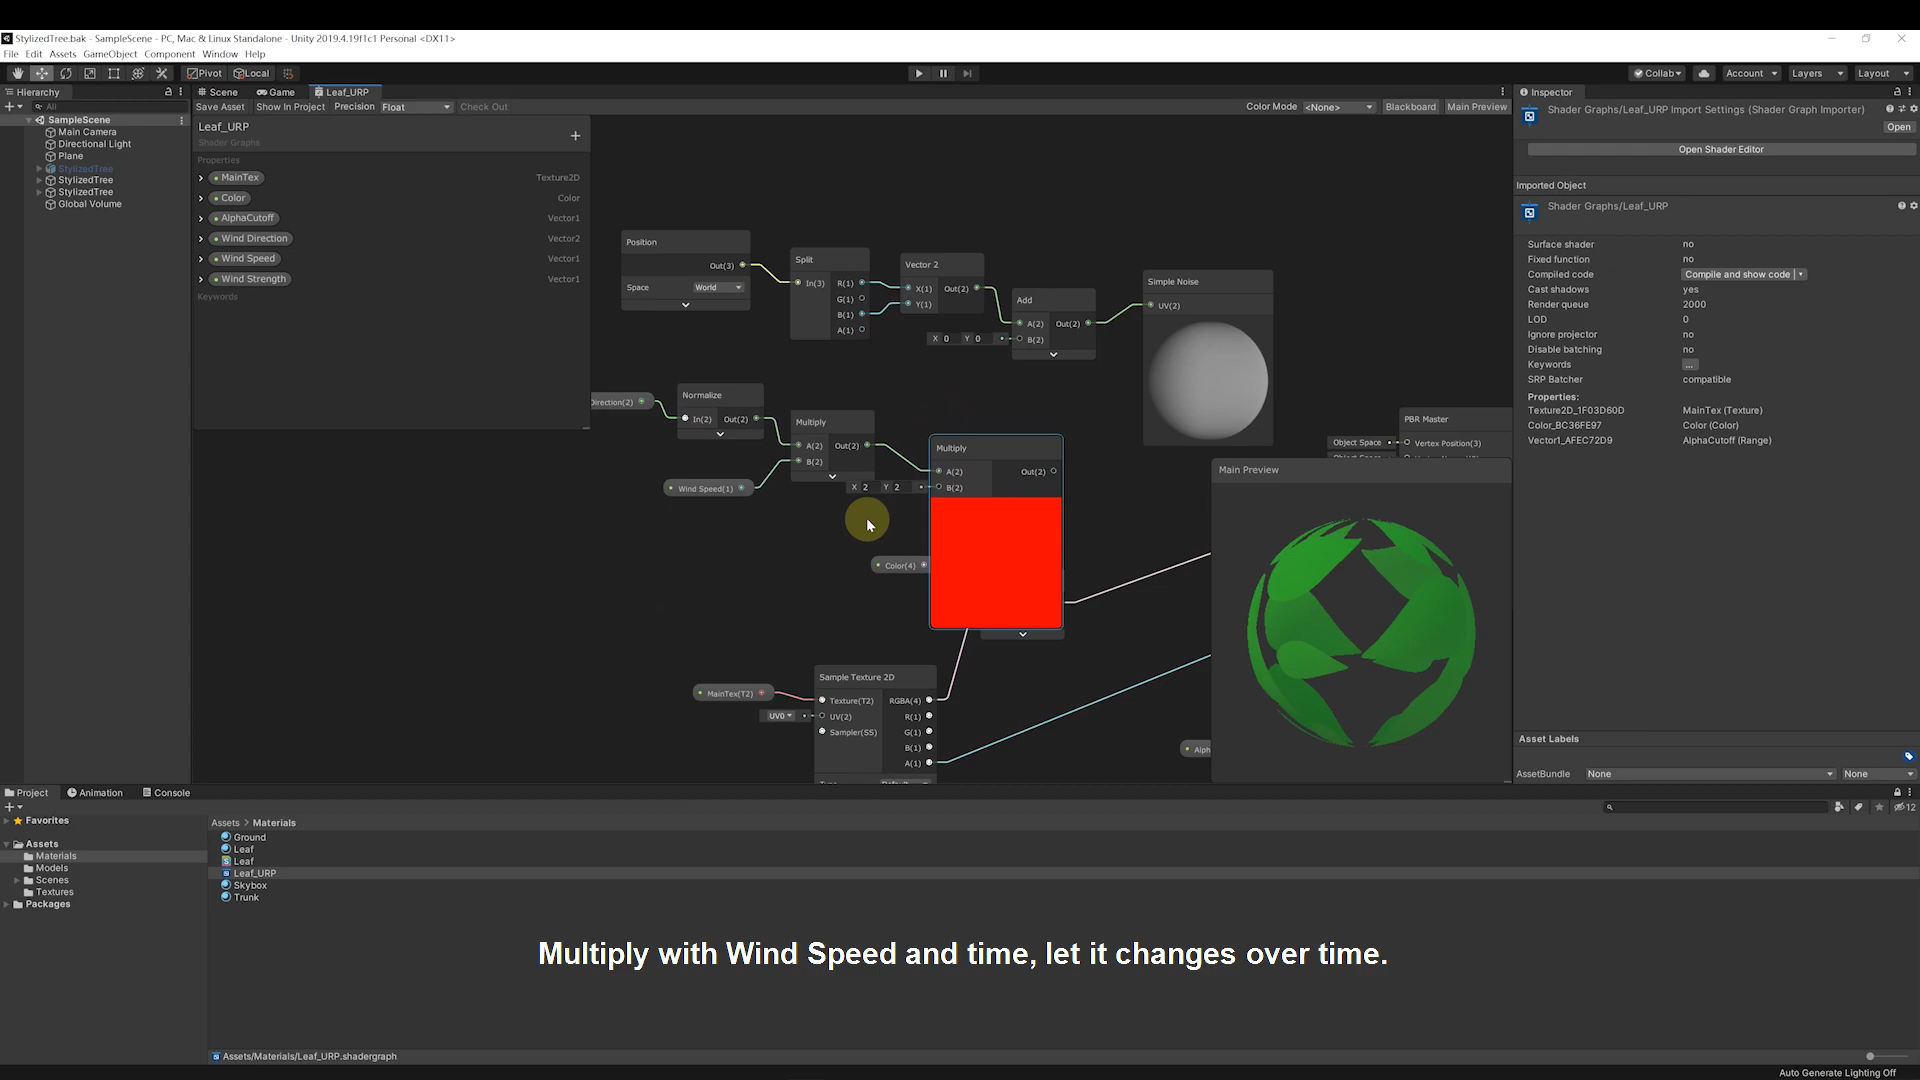 StylizedTree.bak - SampleScene - PC, Mac & Linux Standalone - Unity 2019.4.19f1c1 Personal <DX11>
File Edit Assets GameObject Component Window Help
Pivot Local Collab Account Layers Layout
Hierarchy
All
SampleScene
Main Camera
Directional Light
Plane
StylizedTree
StylizedTree
StylizedTree
Global Volume
Scene Game Leaf_URP
Save Asset Show In Project Precision Float Check Out Color Mode <None> Blackboard Main Preview
Leaf_URP
Shader Graphs
Properties
MainTex Texture2D
Color Color
AlphaCutoff Vector1
Wind Direction Vector2
Wind Speed Vector1
Wind Strength Vector1
Keywords
Position
Out(3)
Space World
Split
In(3) R(1)
G(1)
B(1)
A(1)
Vector 2
X(1) Out(2)
Y(1)
Add
A(2) Out(2)
X 0 Y 0 B(2)
Simple Noise
UV(2)
Direction(2)
Normalize
In(2) Out(2)
Multiply
A(2) Out(2)
B(2)
Wind Speed(1)
Multiply
A(2) Out(2)
X 2 Y 2 B(2)
Color(4)
MainTex(T2)
Sample Texture 2D
Texture(T2) RGBA(4)
UV0 UV(2) R(1)
Sampler(SS) G(1)
B(1)
A(1)
PBR Master
Object Space Vertex Position(3)
Main Preview
Alph
Inspector
Shader Graphs/Leaf_URP Import Settings (Shader Graph Importer)
Open
Open Shader Editor
Imported Object
Shader Graphs/Leaf_URP
Surface shader no
Fixed function no
Compiled code Compile and show code
Cast shadows yes
Render queue 2000
LOD 0
Ignore projector no
Disable batching no
Keywords ...
SRP Batcher compatible
Properties:
Texture2D_1F03D60D MainTex (Texture)
Color_BC36FE97 Color (Color)
Vector1_AFEC72D9 AlphaCutoff (Range)
Asset Labels
AssetBundle None None
Project Animation Console
12
Favorites
Assets
Materials
Models
Scenes
Textures
Packages
Assets > Materials
Ground
Leaf
Leaf
Leaf_URP
Skybox
Trunk
Multiply with Wind Speed and time, let it changes over time.
Assets/Materials/Leaf_URP.shadergraph
Auto Generate Lighting Off